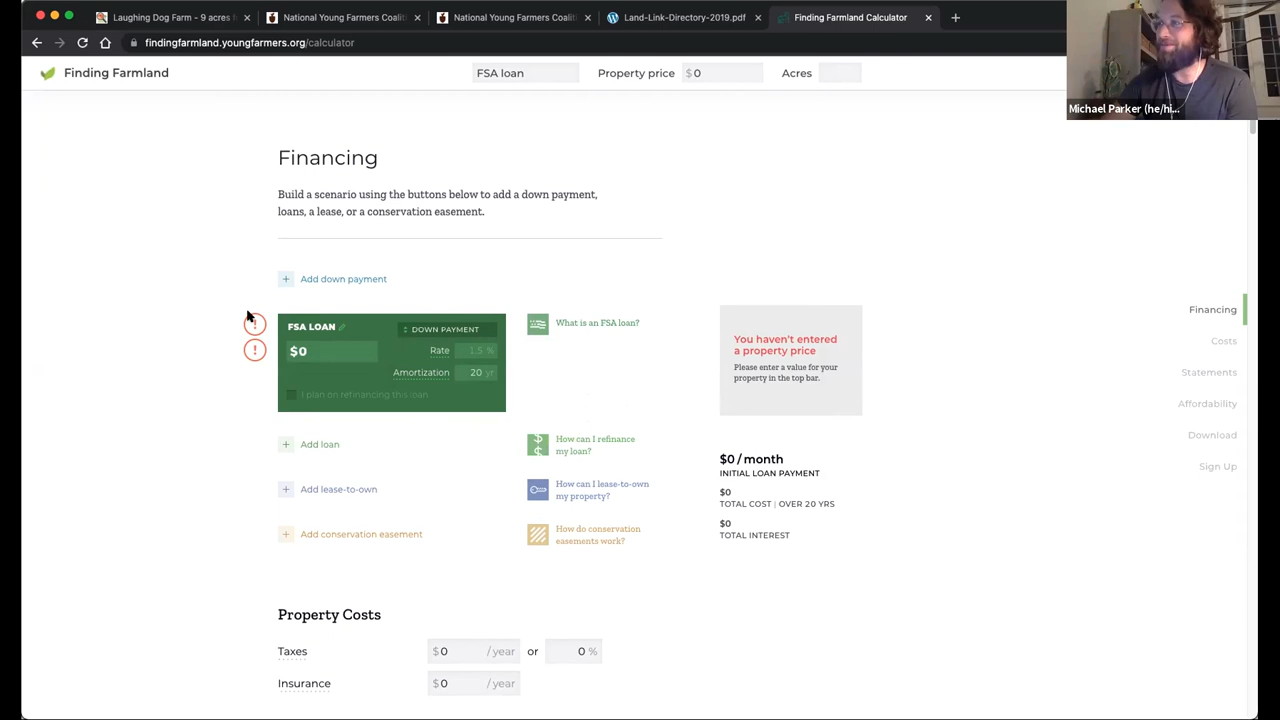 Laughing Dog Farm - 9 acres f
National Young Farmers Coaliti
National Young Farmers Coaliti
Land-Link-Directory-2019.pdf
Finding Farmland Calculator
findingfarmland.youngfarmers.org/calculator
Finding Farmland
FSA loan
Property price
$0
Acres
Michael Parker (he/hi...
Financing
Build a scenario using the buttons below to add a down payment,
loans, a lease, or a conservation easement.
+ Add down payment
FSA LOAN
DOWN PAYMENT
$0
Rate 1.5 %
Amortization 20 yr
I plan on refinancing this loan
What is an FSA loan?
You haven't entered
a property price
Please enter a value for your
property in the top bar.
Financing
Costs
Statements
Affordability
Download
Sign Up
+ Add loan
How can I refinance
my loan?
+ Add lease-to-own
How can I lease-to-own
my property?
+ Add conservation easement
How do conservation
easements work?
$0 / month
INITIAL LOAN PAYMENT
$0
TOTAL COST | OVER 20 YRS
$0
TOTAL INTEREST
Property Costs
Taxes $0 / year or 0 %
Insurance $0 / year